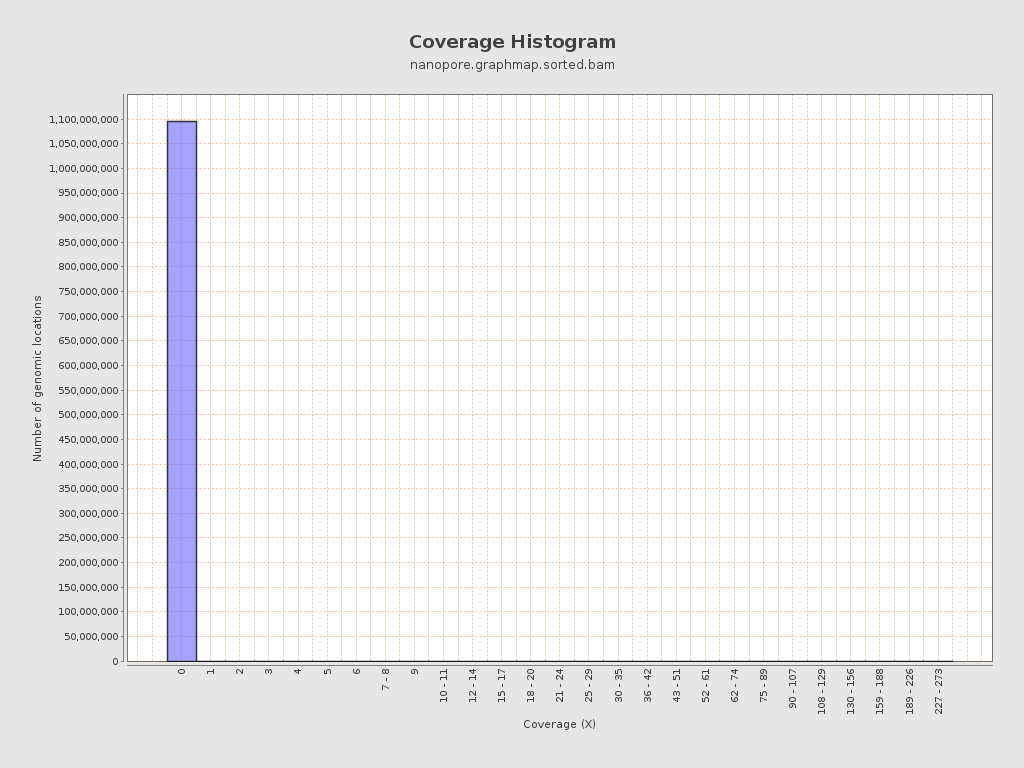 Coverage Histogram
nanopore.graphmap.sorted.bam
Number of genomic locations
1,100,000,000
1,050,000,000
1,000,000,000
950,000,000
900,000,000
850,000,000
800,000,000
750,000,000
700,000,000
650,000,000
600,000,000
550,000,000
500,000,000
450,000,000
400,000,000
350,000,000
300,000,000
250,000,000
200,000,000
150,000,000
100,000,000
50,000,000
0
0
1
2
3
4
5
6
7 - 8
9
10 - 11
12 - 14
15 - 17
18 - 20
21 - 24
25 - 29
30 - 35
36 - 42
43 - 51
52 - 61
62 - 74
75 - 89
90 - 107
108 - 129
130 - 156
159 - 188
189 - 226
227 - 273
Coverage (X)